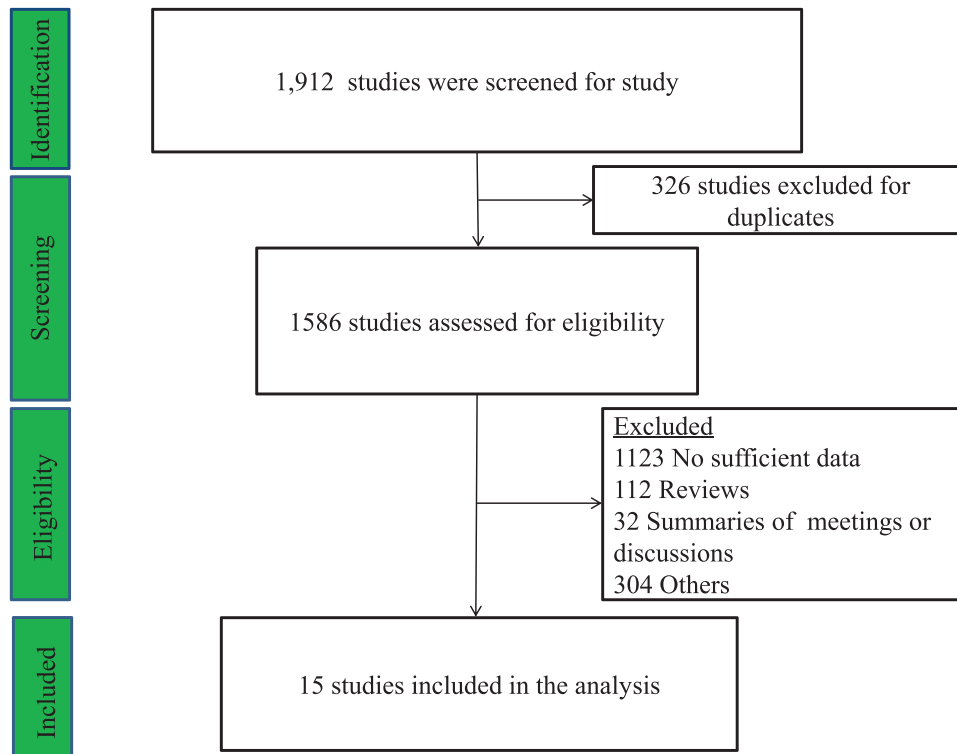 Identification
1,912 studies were screened for study
326 studies excluded for
duplicates
Screening
1586 studies assessed for eligibility
Eligibility
Excluded
1123 No sufficient data
112 Reviews
32 Summaries of meetings or
discussions
304 Others
Included
15 studies included in the analysis